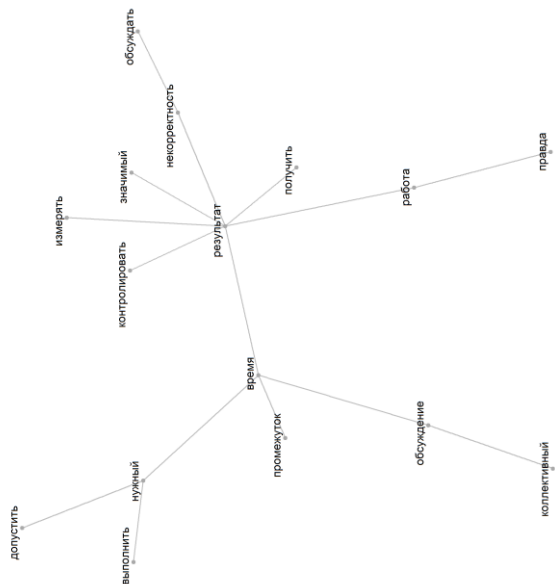 обсуждать
некорректность
значимый
измерять
получить
результат
работа
правда
контролировать
время
промежуток
обсуждение
нужный
коллективный
допустить
выполнить